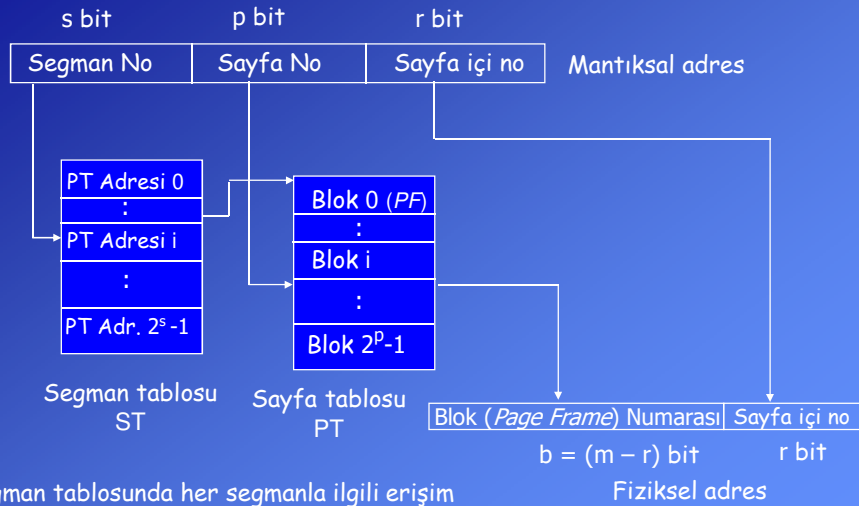 s bit p bit r bit
Segman No Sayfa No Sayfa içi no Mantıksal adres
PT Adresi 0
:
PT Adresi i
:
PT Adr. 2ˢ-1
Segman tablosu
ST
Blok 0 (PF)
:
Blok i
:
Blok 2ᵖ-1
Sayfa tablosu
PT
Blok (Page Frame) Numarası Sayfa içi no
b = (m – r) bit r bit
Fiziksel adres
tablosunda her segmanla ilgili erişim